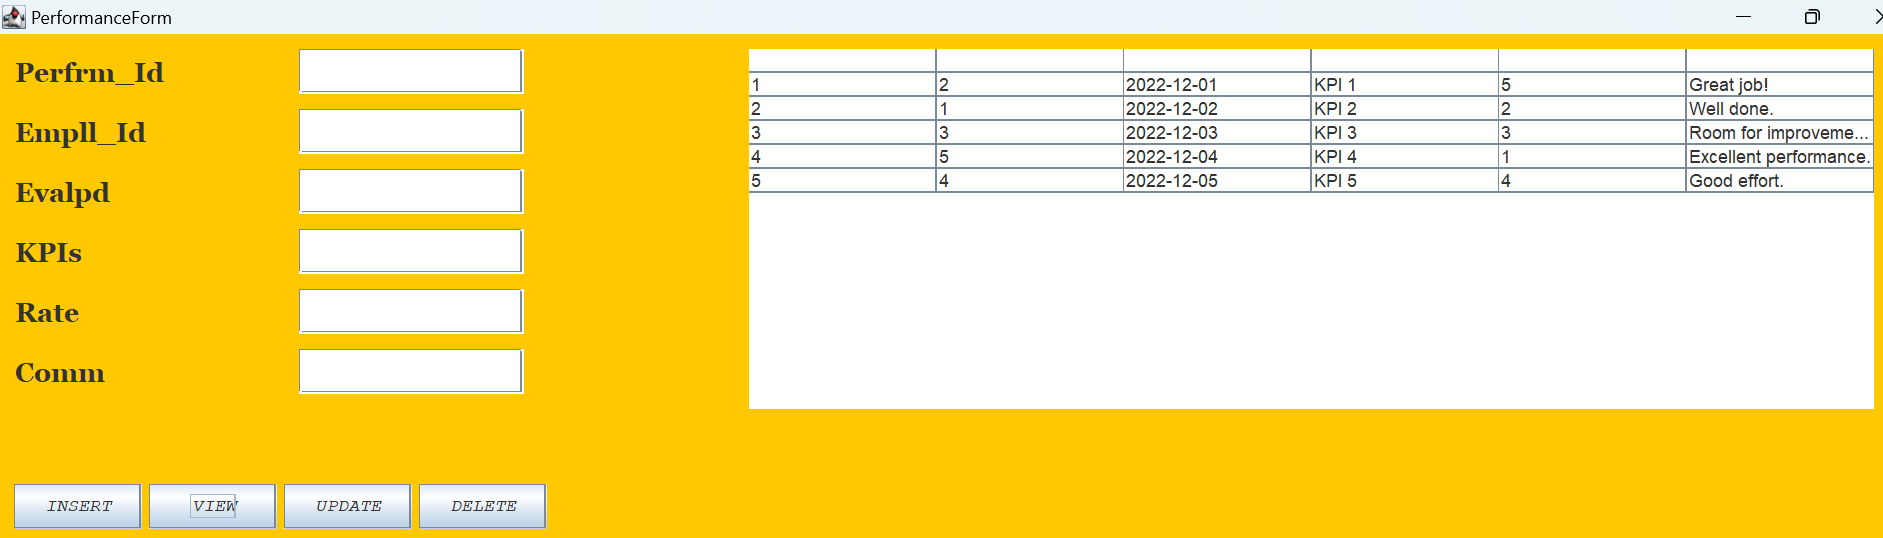 PerformanceForm
Perfrm_Id
Empll_Id
Evalpd
KPIs
Rate
Comm
1 2 2022-12-01 KPI 1 5 Great job!
2 1 2022-12-02 KPI 2 2 Well done.
3 3 2022-12-03 KPI 3 3 Room for improveme...
4 5 2022-12-04 KPI 4 1 Excellent performance.
5 4 2022-12-05 KPI 5 4 Good effort.
INSERT VIEW UPDATE DELETE